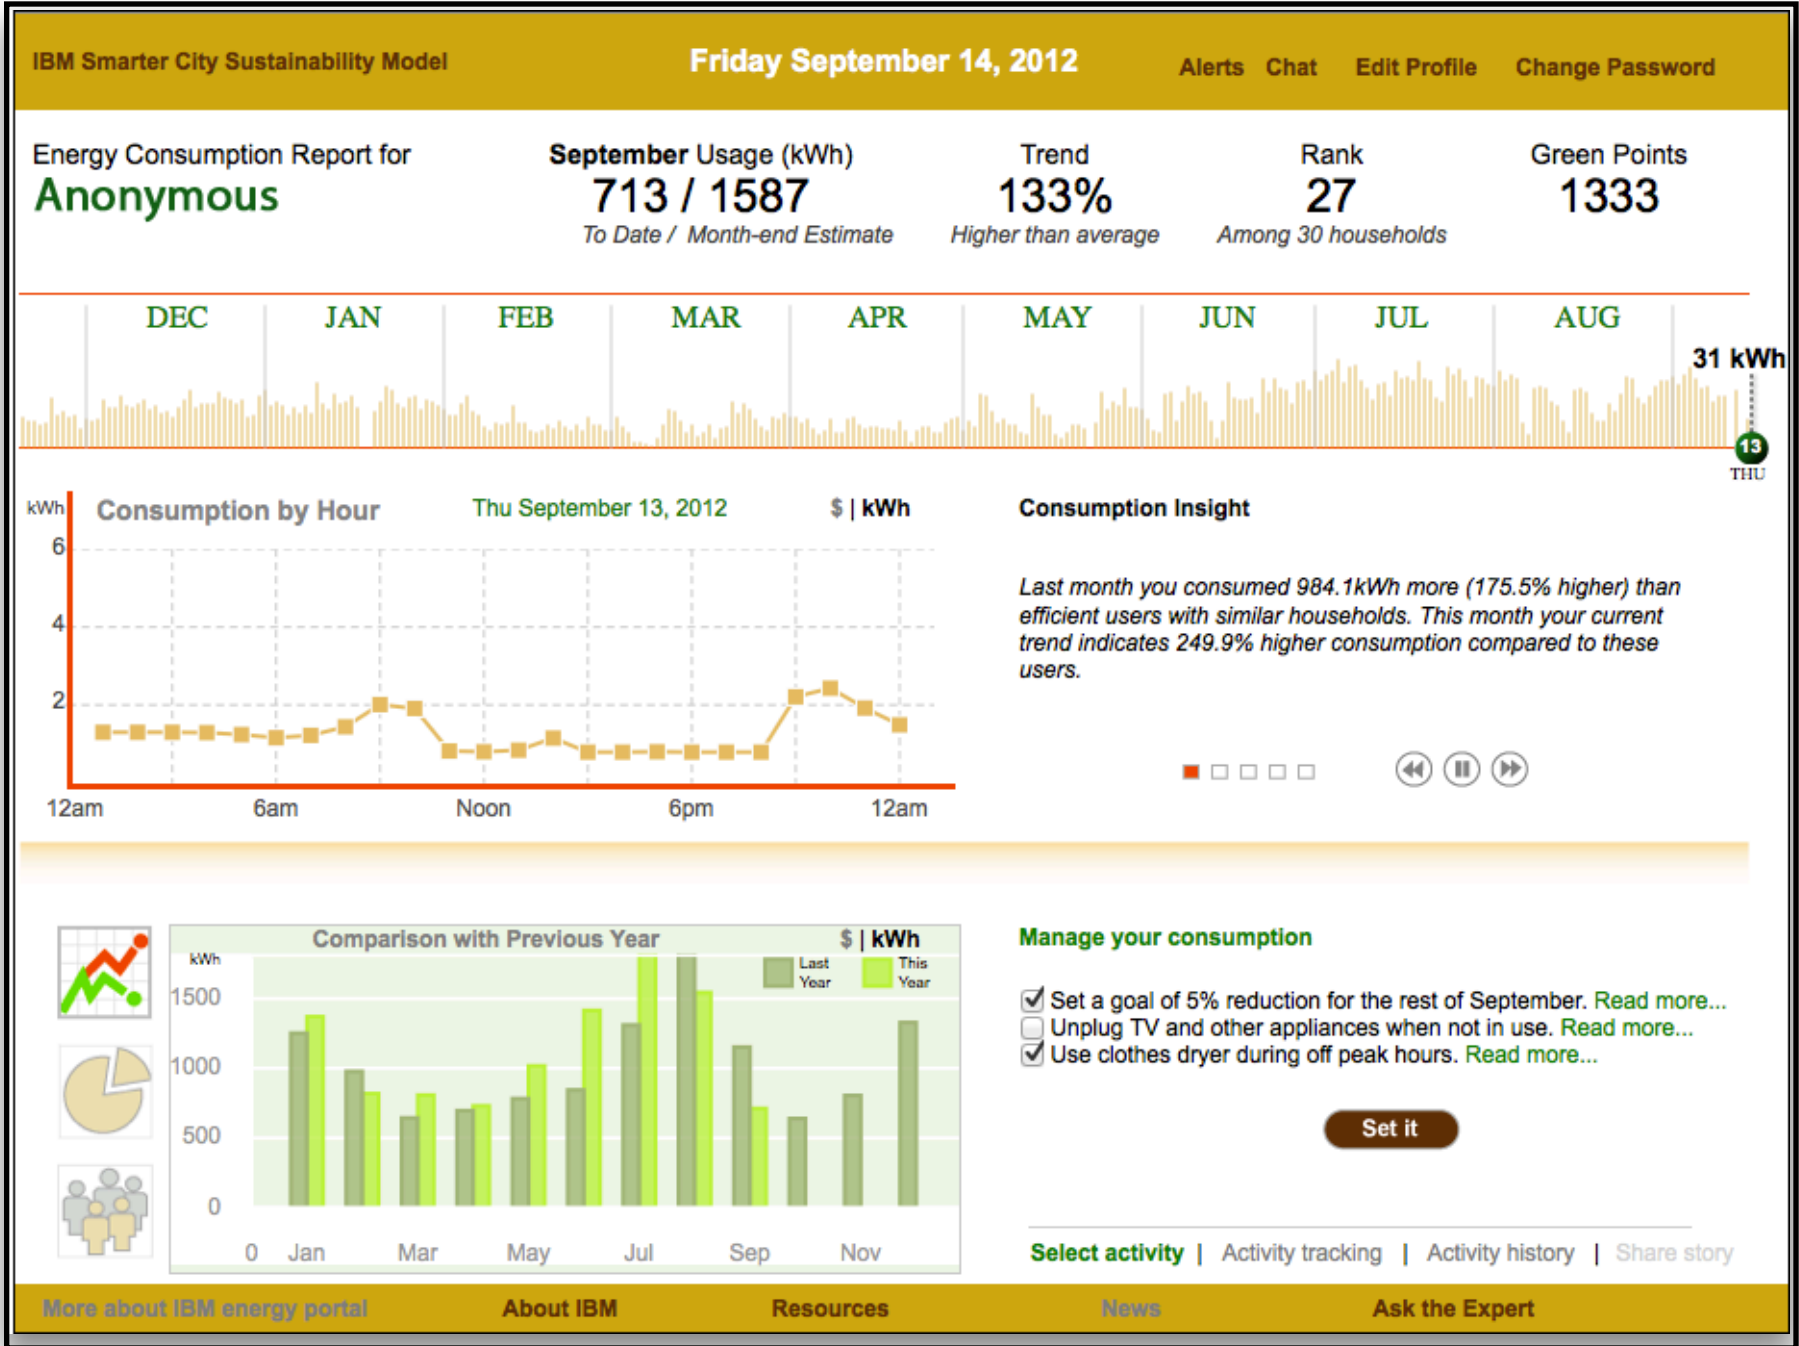 IBM Smarter City Sustainability Model
Friday September 14, 2012
Alerts Chat Edit Profile Change Password
Energy Consumption Report for
Anonymous
September Usage (kWh)
713 / 1587
To Date / Month-end Estimate
Trend
133%
Higher than average
Rank
27
Among 30 households
Green Points
1333
DEC JAN FEB MAR APR MAY JUN JUL AUG
31 kWh
13
THU
kWh
Consumption by Hour
Thu September 13, 2012
$ | kWh
6
4
2
12am 6am Noon 6pm 12am
Consumption Insight
Last month you consumed 984.1kWh more (175.5% higher) than
efficient users with similar households. This month your current
trend indicates 249.9% higher consumption compared to these
users.
Comparison with Previous Year
$ | kWh
kWh
Last
Year
This
Year
1500
1000
500
0
0 Jan Mar May Jul Sep Nov
Manage your consumption
Set a goal of 5% reduction for the rest of September. Read more...
Unplug TV and other appliances when not in use. Read more...
Use clothes dryer during off peak hours. Read more...
Set it
Select activity | Activity tracking | Activity history | Share story
More about IBM energy portal About IBM Resources News Ask the Expert